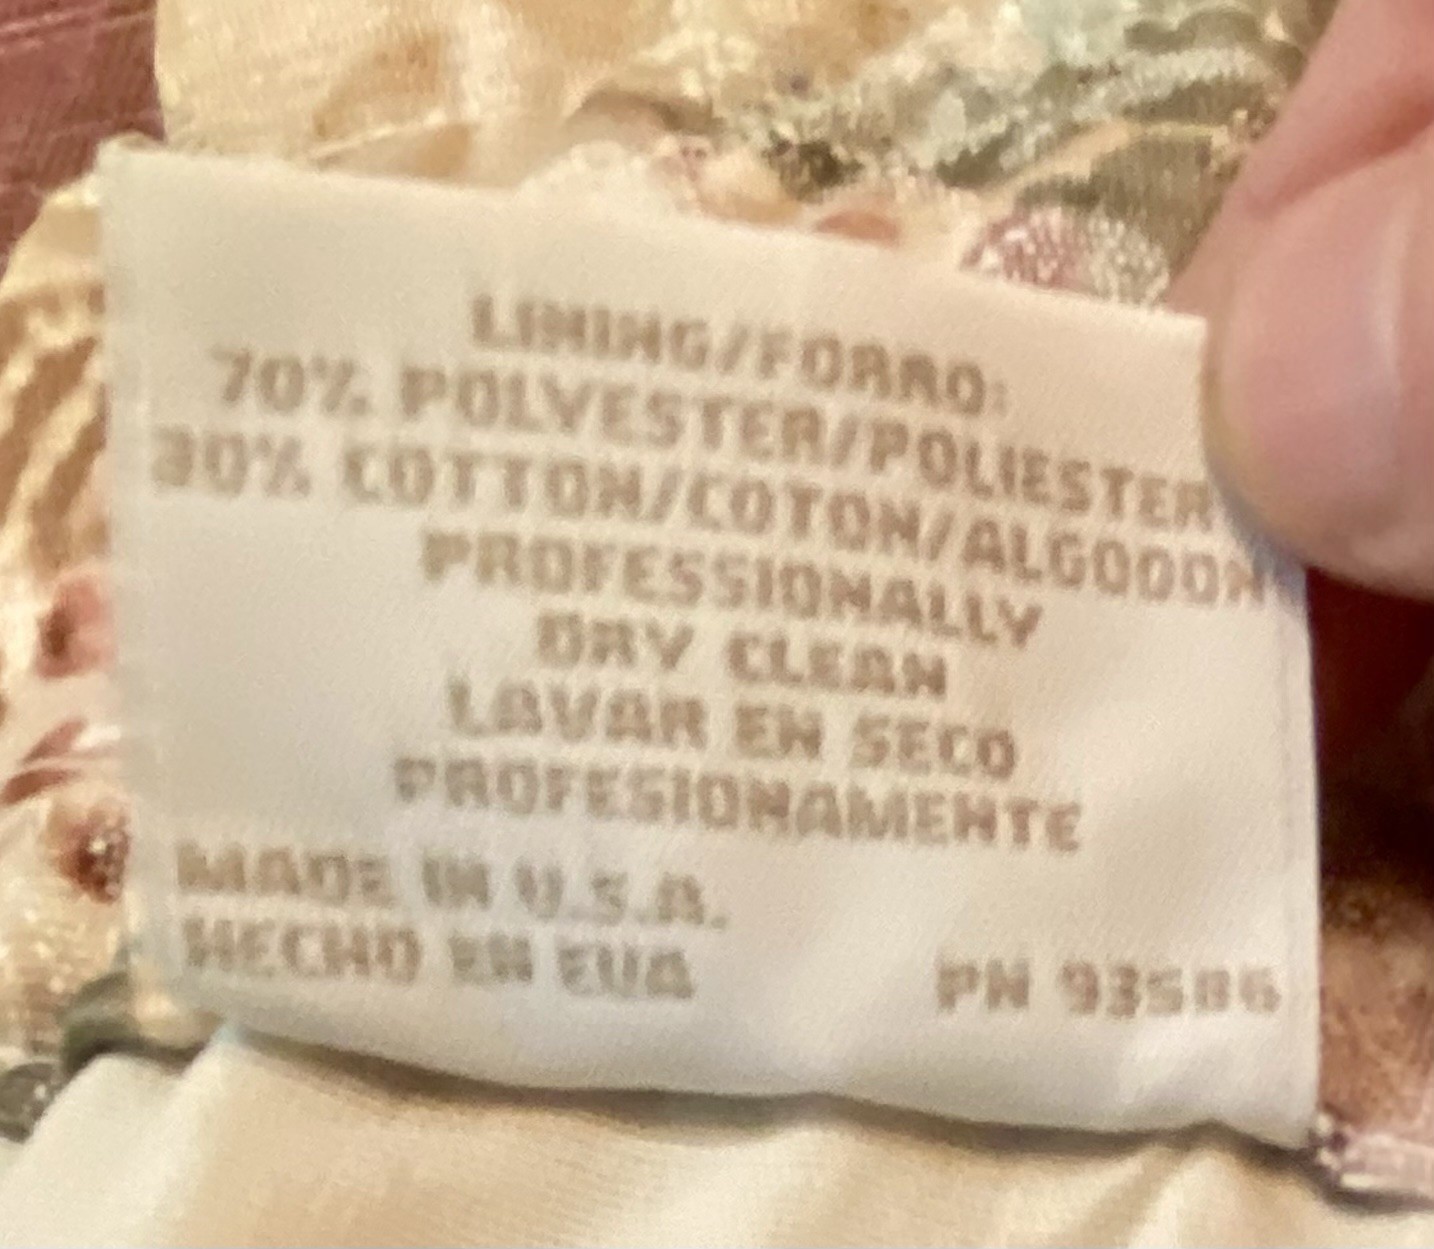 LINING/FORRO:
70% POLYESTER/POLIESTER
30% COTTON/COTON/ALGODON
PROFESSIONALLY
DRY CLEAN
LAVAR EN SECO
PROFESIONAMENTE
MADE IN U.S.A.
HECHO EN EUA
PN 93586